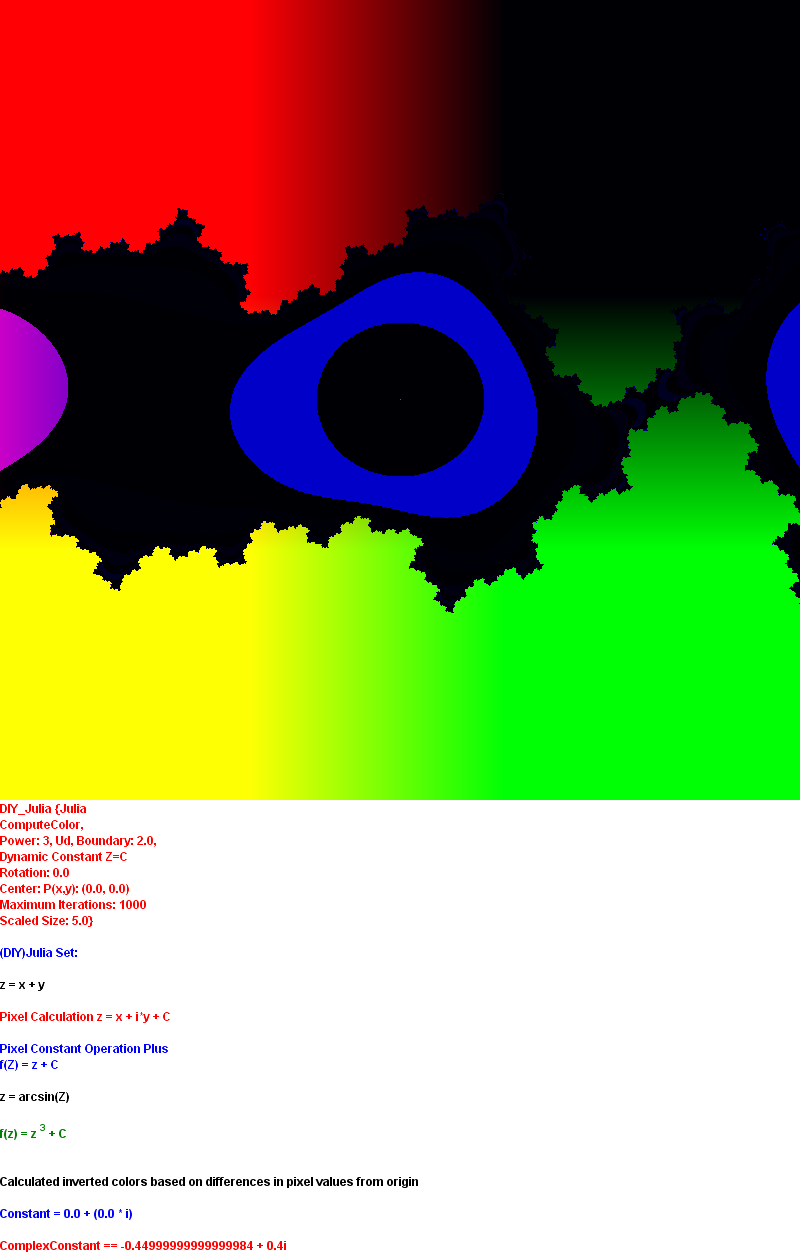 DIY_Julia {Julia
ComputeColor,
Power: 3, Ud, Boundary: 2.0,
Dynamic Constant Z=C
Rotation: 0.0
Center: P(x,y): (0.0, 0.0)
Maximum Iterations: 1000
Scaled Size: 5.0}
(DIY)Julia Set:
z = x + y
Pixel Calculation z = x + i*y + C
Pixel Constant Operation Plus
f(Z) = z + C
z = arcsin(Z)
f(z) = z ³ + C
Calculated inverted colors based on differences in pixel values from origin
Constant = 0.0 + (0.0 * i)
ComplexConstant == -0.44999999999999984 + 0.4i